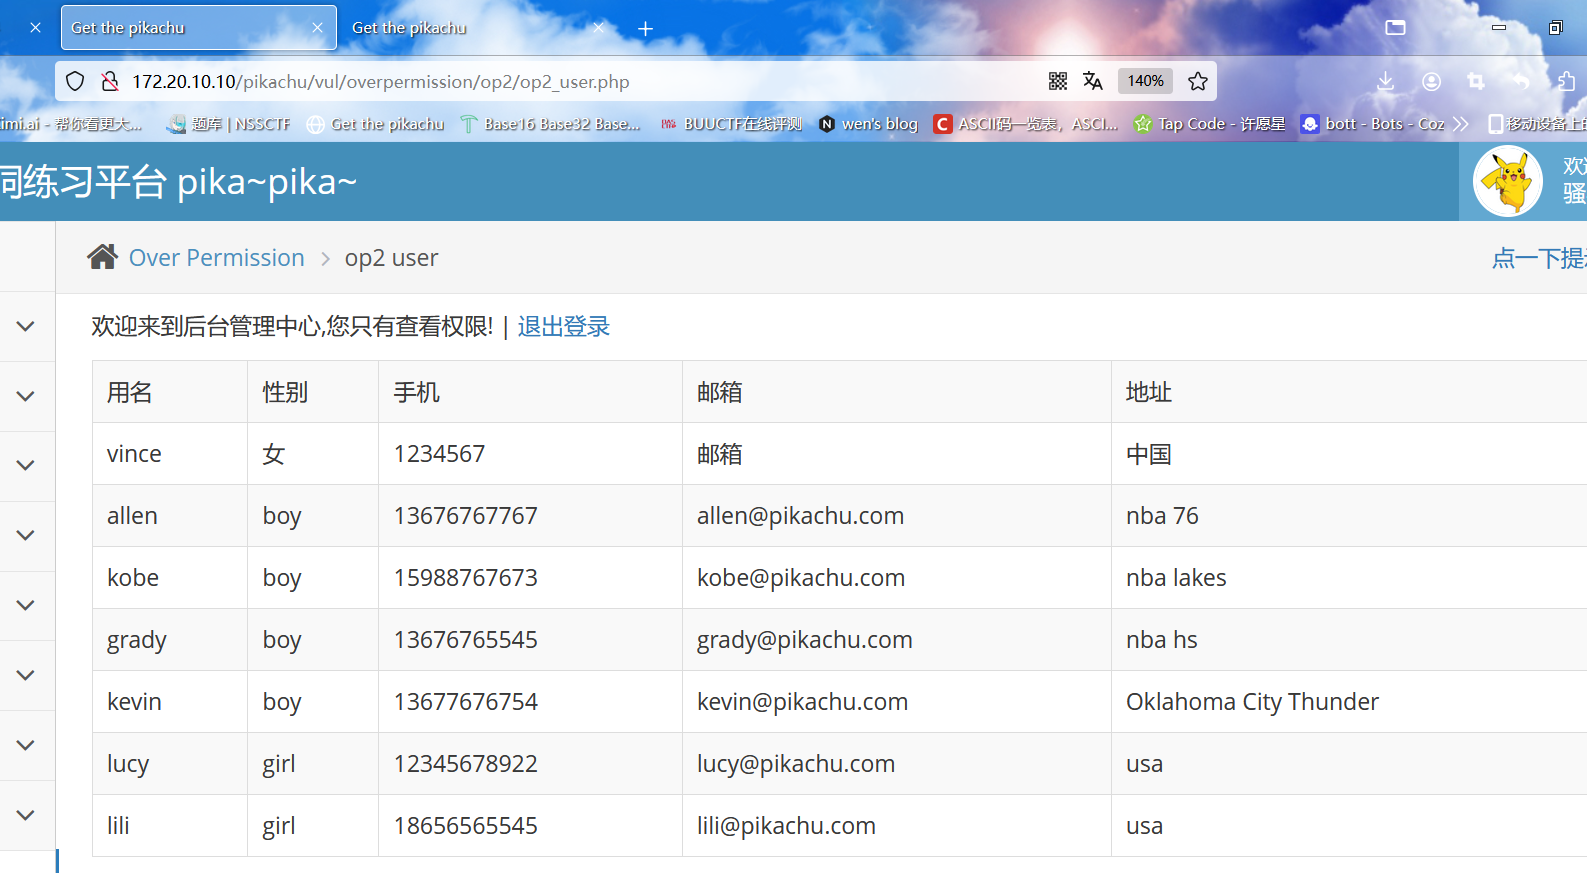 Get the pikachu
Get the pikachu
172.20.10.10/pikachu/vul/overpermission/op2/op2_user.php
140%
imi.ai - 帮你看更大...
题库 | NSSCTF
Get the pikachu
Base16 Base32 Base...
BUUCTF在线评测
wen's blog
ASCII码一览表，ASCI...
Tap Code - 许愿星
bott - Bots - Coz
移动设备上的
洞练习平台 pika~pika~
欢迎
骚
Over Permission > op2 user
点一下提示
欢迎来到后台管理中心,您只有查看权限! | 退出登录
用名 性别 手机 邮箱 地址
vince 女 1234567 邮箱 中国
allen boy 13676767767 allen@pikachu.com nba 76
kobe boy 15988767673 kobe@pikachu.com nba lakes
grady boy 13676765545 grady@pikachu.com nba hs
kevin boy 13677676754 kevin@pikachu.com Oklahoma City Thunder
lucy girl 12345678922 lucy@pikachu.com usa
lili girl 18656565545 lili@pikachu.com usa